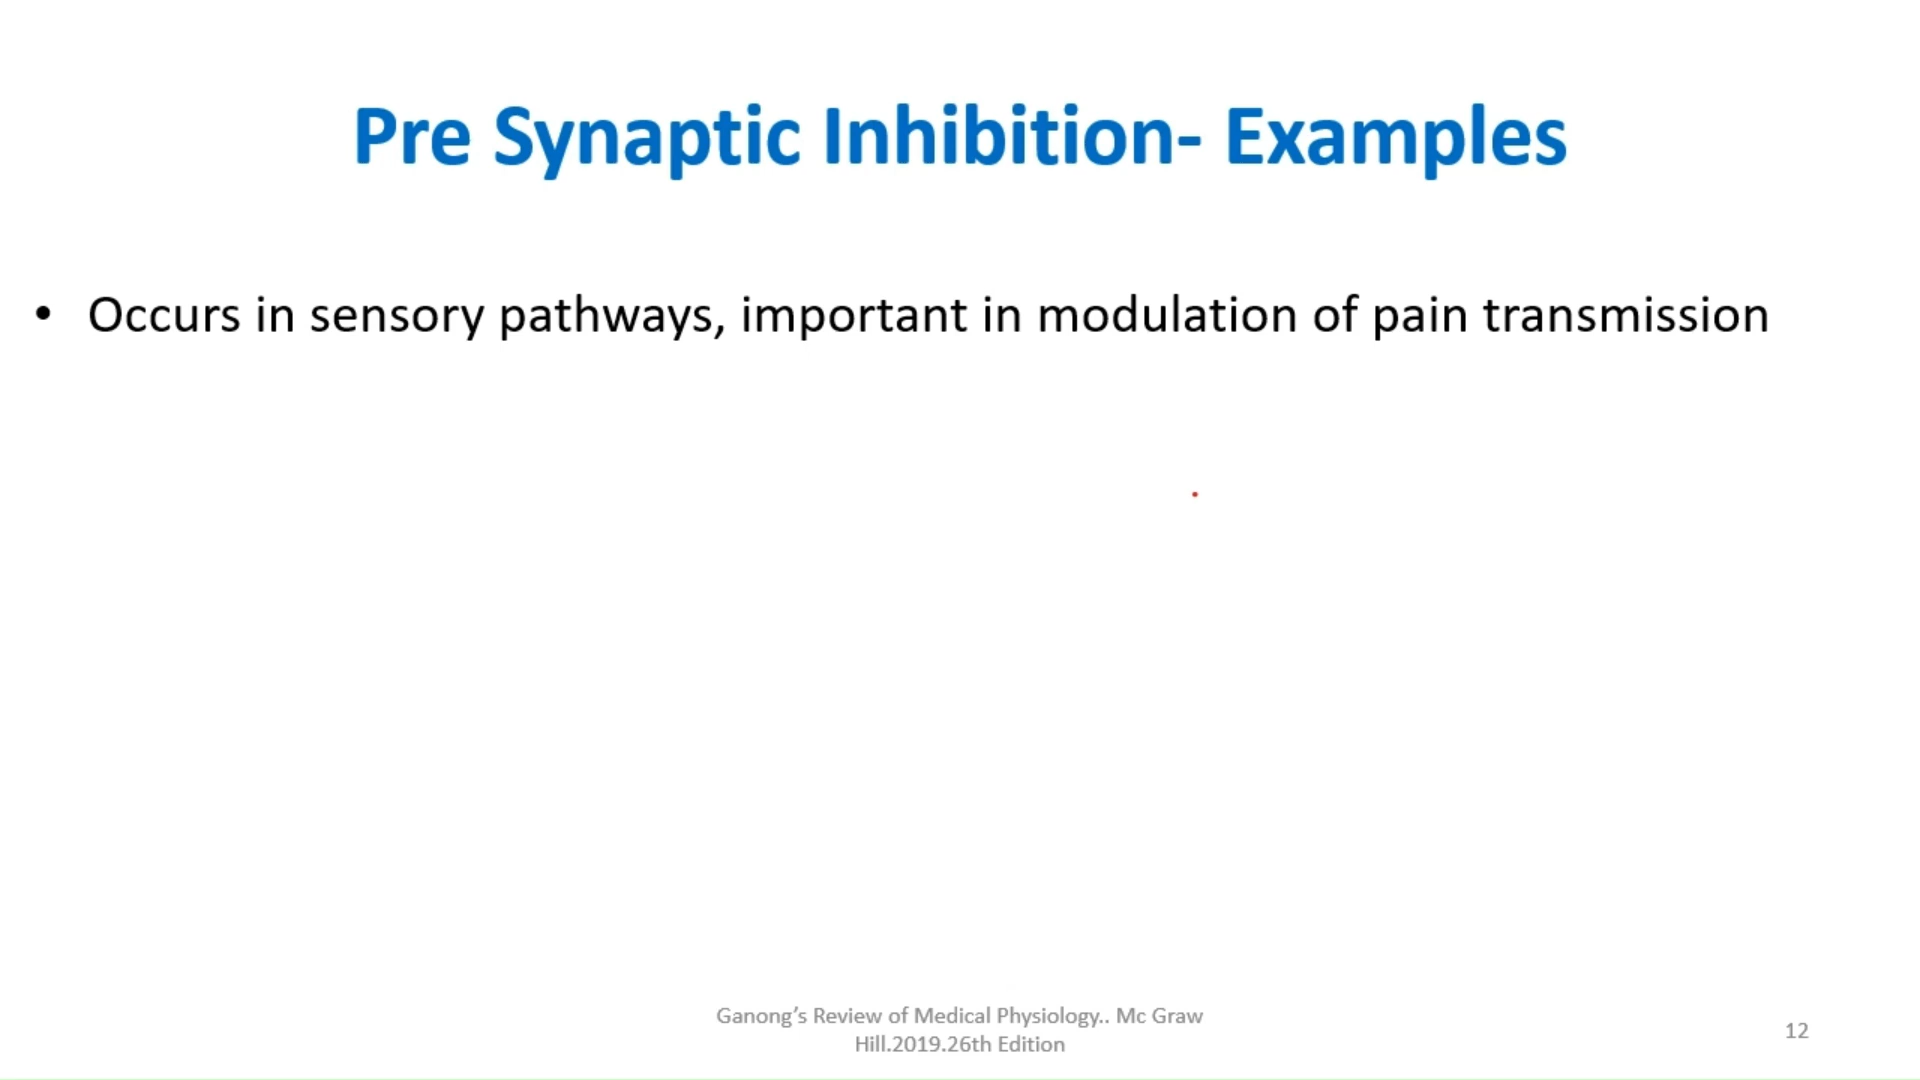 Pre Synaptic Inhibition- Examples
• Occurs in sensory pathways, important in modulation of pain transmission
Ganong’s Review of Medical Physiology.. Mc Graw
Hill.2019.26th Edition
12